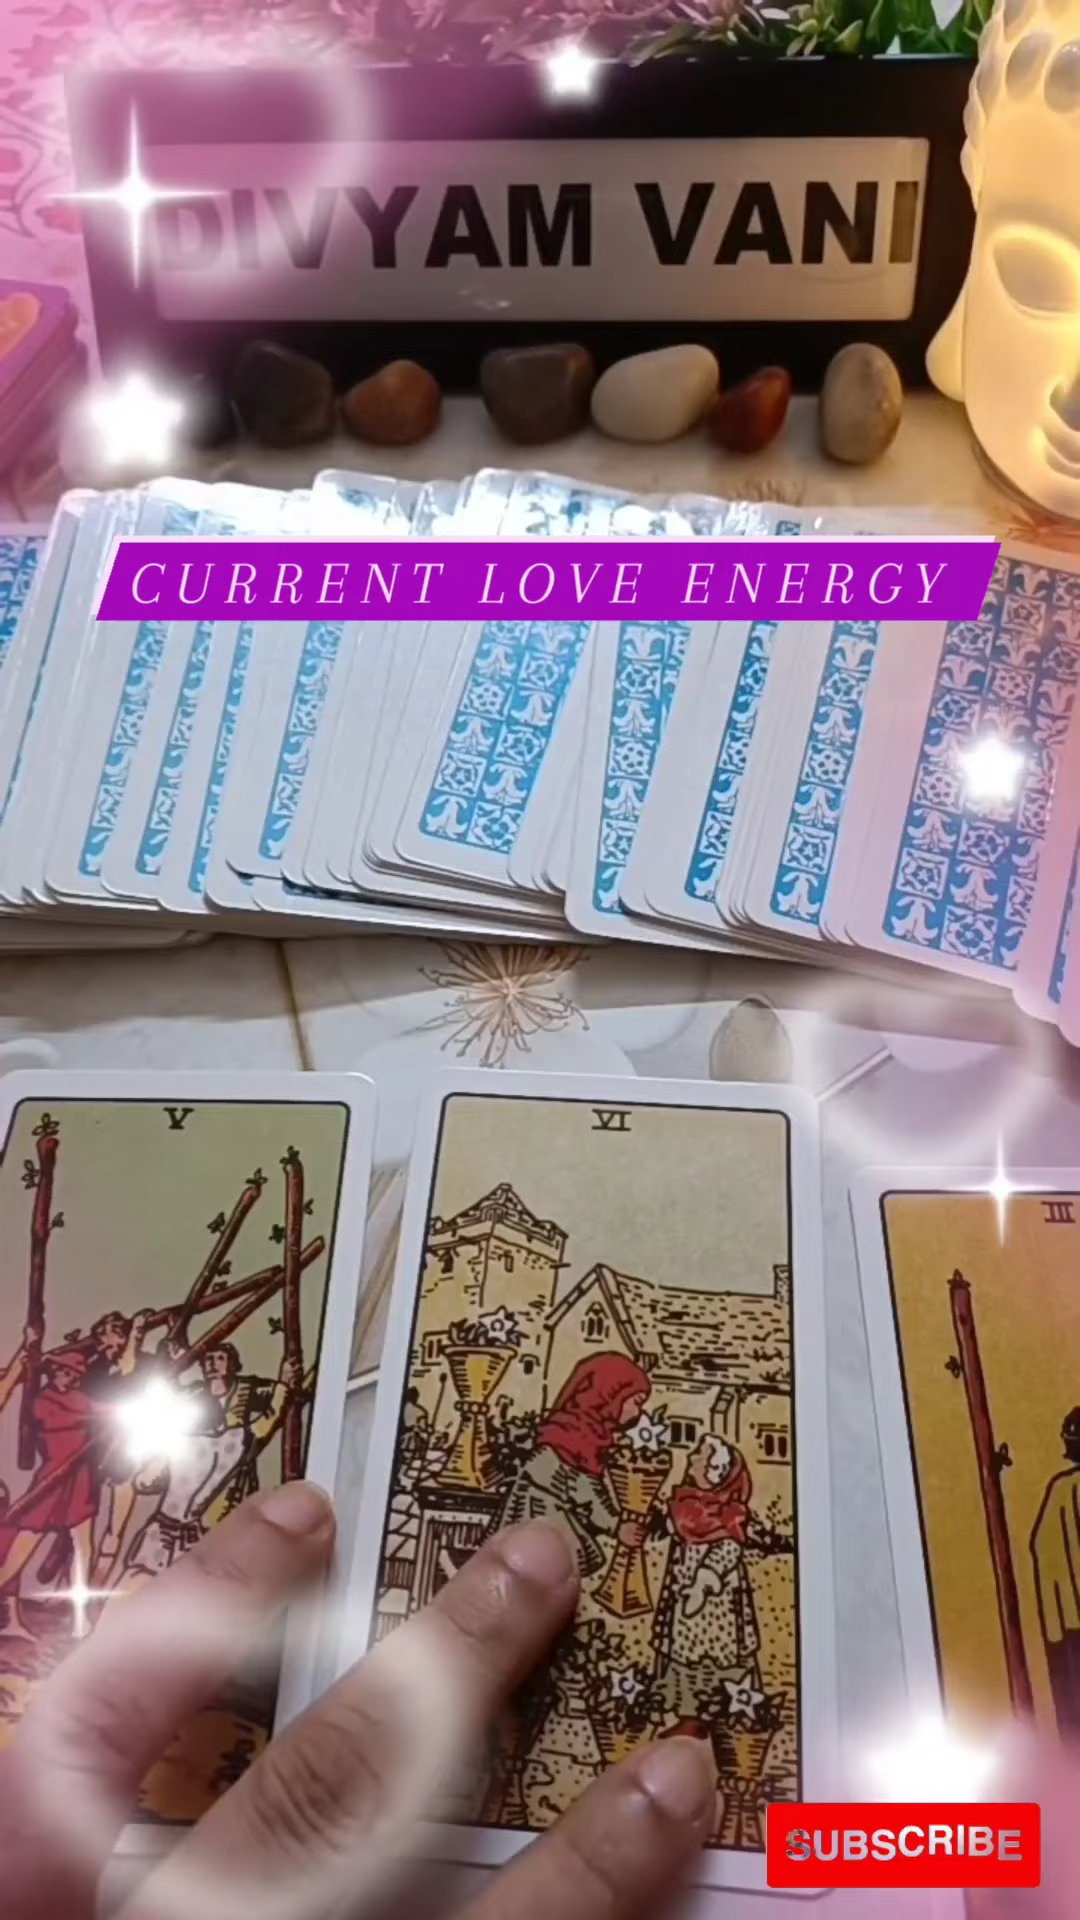 DIVYAM VANI
CURRENT LOVE ENERGY
V
VI
III
SUBSCRIBE